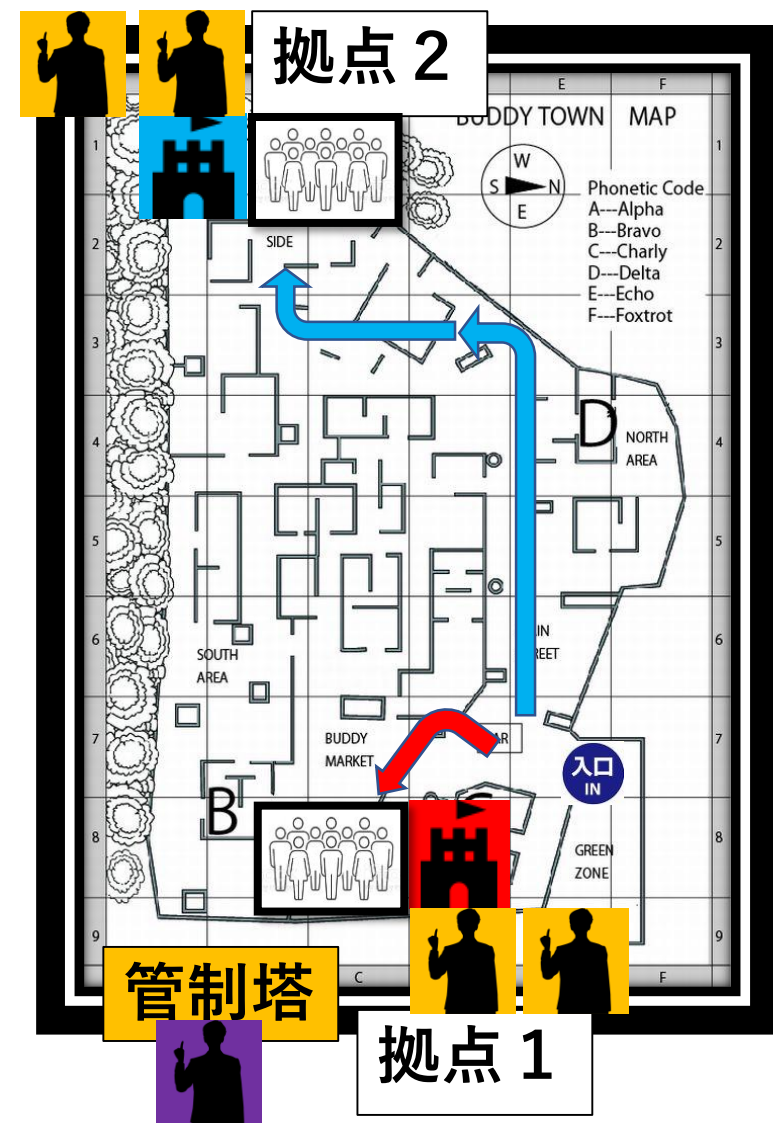 拠点２
E
F
BUDDY TOWN MAP
1
1
W
S N
E
Phonetic Code
A---Alpha
B---Bravo
C---Charly
D---Delta
E---Echo
F---Foxtrot
2
SIDE
2
3
3
4
D
NORTH
AREA
4
5
5
6
SOUTH
AREA
6
7
BUDDY
MARKET
入口
IN
7
B
8
GREEN
ZONE
8
9
9
管制塔
C
F
拠点１